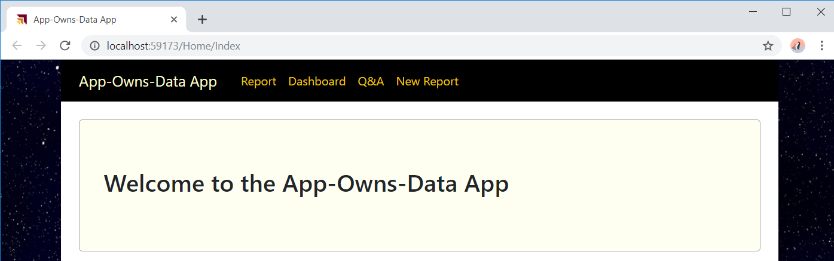 App-Owns-Data App
localhost:59173/Home/Index
App-Owns-Data App Report Dashboard Q&A New Report
Welcome to the App-Owns-Data App